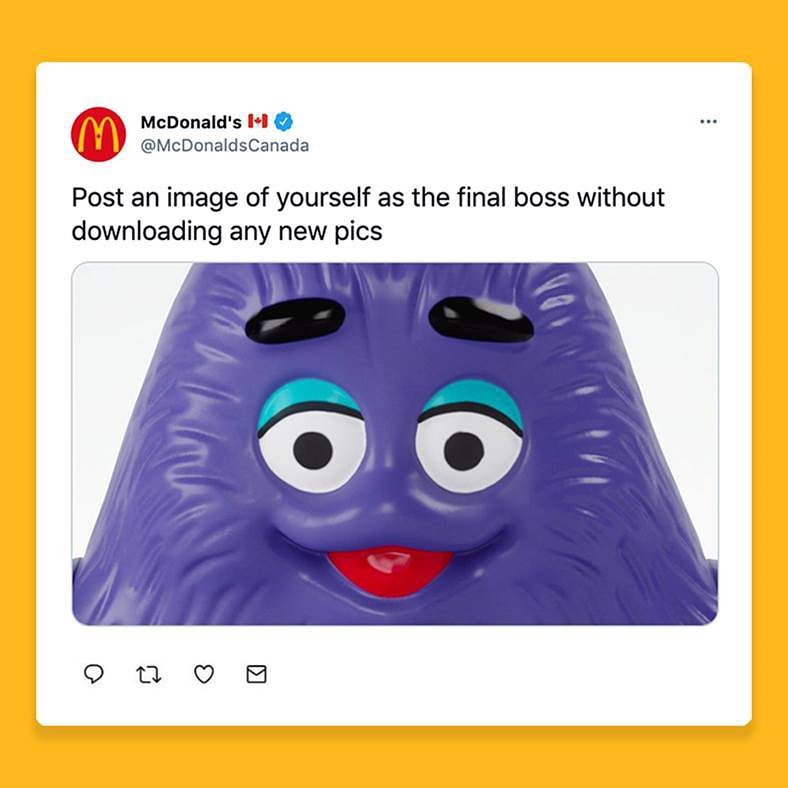 McDonald's
@McDonaldsCanada
Post an image of yourself as the final boss without
downloading any new pics